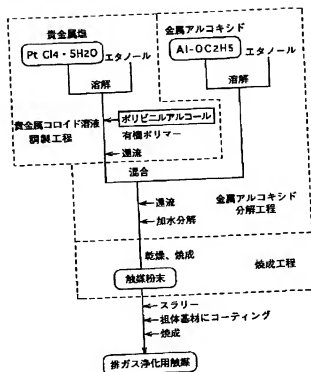 貴金属塩
Pt Cl4・5H2O
エタノール
溶解
貴金属コロイド溶液
調製工程
ポリビニルアルコール
有機ポリマー
還流
金属アルコキシド
Al-OC2H5
エタノール
溶解
混合
還流
加水分解
金属アルコキシド
分解工程
乾燥、焼成
焼成工程
触媒粉末
スラリー
担体基材にコーティング
焼成
排ガス浄化用触媒